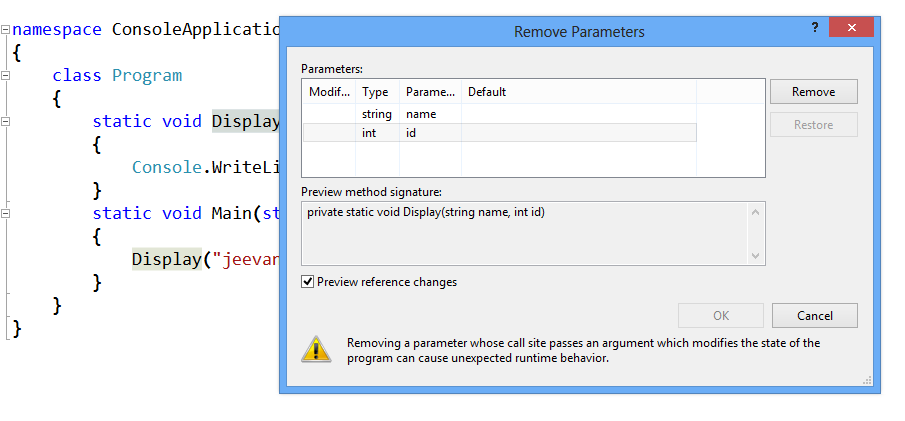 namespace ConsoleApplicatio
{
class Program
{
static void Display
{
Console.WriteLi
}
static void Main(st
{
Display("jeevan
}
}
}
Remove Parameters
?
Parameters:
Modif... Type Parame... Default
string name
int id
Remove
Restore
Preview method signature:
private static void Display(string name, int id)
Preview reference changes
OK Cancel
Removing a parameter whose call site passes an argument which modifies the state of the
program can cause unexpected runtime behavior.